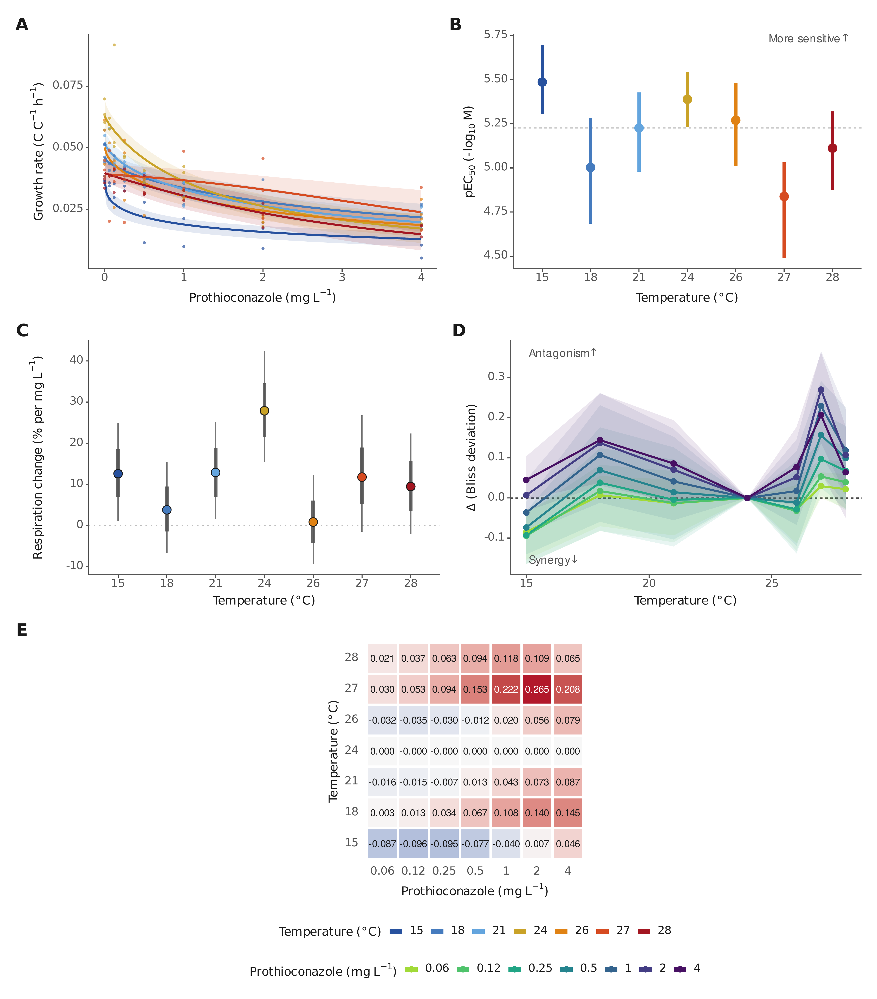 A
Growth rate (C C⁻¹ h⁻¹)
0.075
0.050
0.025
0 1 2 3 4
Prothioconazole (mg L⁻¹)
B
More sensitive↑
pEC₅₀ (-log₁₀ M)
5.75
5.50
5.25
5.00
4.75
4.50
15 18 21 24 26 27 28
Temperature (°C)
C
Respiration change (% per mg L⁻¹)
40
30
20
10
0
-10
15 18 21 24 26 27 28
Temperature (°C)
D
Antagonism↑
Δ (Bliss deviation)
0.3
0.2
0.1
0.0
-0.1
Synergy↓
15 20 25
Temperature (°C)
E
Temperature (°C)
28 0.021 0.037 0.063 0.094 0.118 0.109 0.065
27 0.030 0.053 0.094 0.153 0.222 0.265 0.208
26 -0.032 -0.035 -0.030 -0.012 0.020 0.056 0.079
24 0.000 -0.000 -0.000 0.000 0.000 0.000 0.000
21 -0.016 -0.015 -0.007 0.013 0.043 0.073 0.087
18 0.003 0.013 0.034 0.067 0.108 0.140 0.145
15 -0.087 -0.096 -0.095 -0.077 -0.040 0.007 0.046
0.06 0.12 0.25 0.5 1 2 4
Prothioconazole (mg L⁻¹)
Temperature (°C) 15 18 21 24 26 27 28
Prothioconazole (mg L⁻¹) 0.06 0.12 0.25 0.5 1 2 4